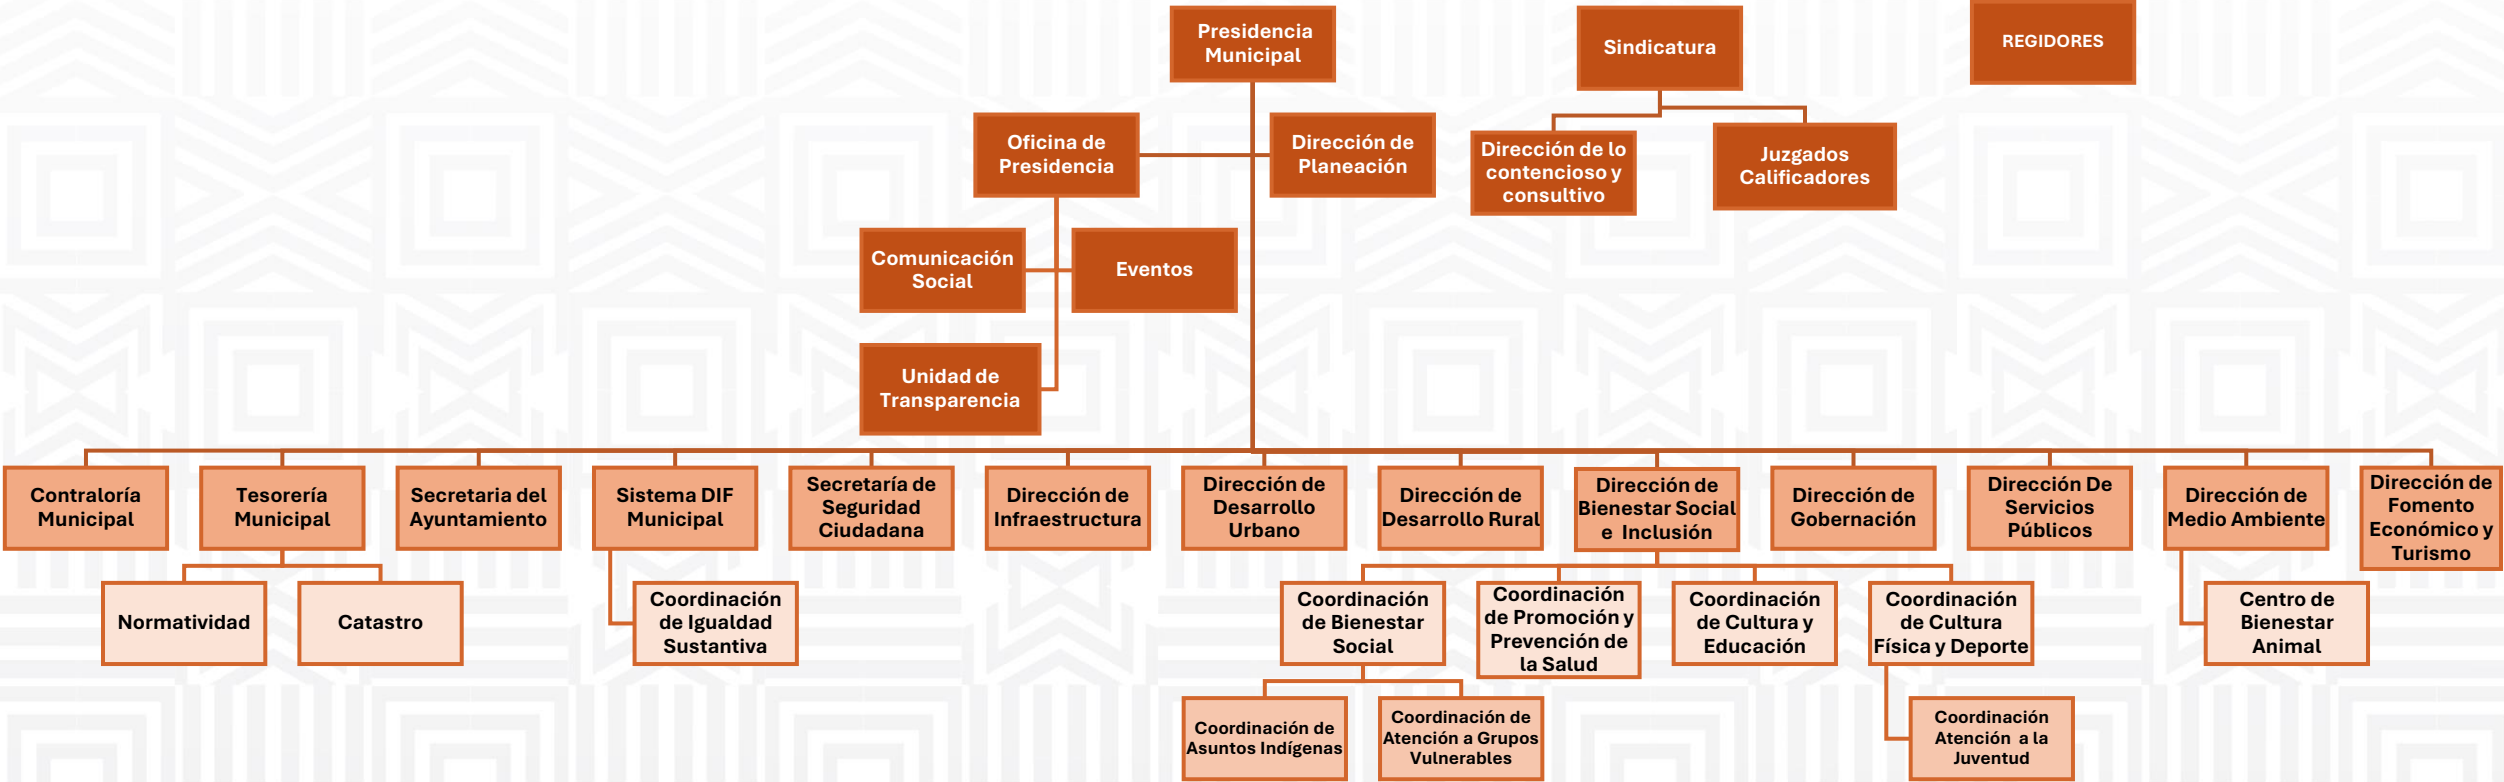 Presidencia
Municipal
Sindicatura
REGIDORES
Oficina de
Presidencia
Dirección de
Planeación
Dirección de lo
contencioso y
consultivo
Juzgados
Calificadores
Comunicación
Social
Eventos
Unidad de
Transparencia
Contraloría
Municipal
Tesorería
Municipal
Secretaria del
Ayuntamiento
Sistema DIF
Municipal
Secretaría de
Seguridad
Ciudadana
Dirección de
Infraestructura
Dirección de
Desarrollo
Urbano
Dirección de
Desarrollo Rural
Dirección de
Bienestar Social
e Inclusión
Dirección de
Gobernación
Dirección De
Servicios
Públicos
Dirección de
Medio Ambiente
Dirección de
Fomento
Económico y
Turismo
Normatividad
Catastro
Coordinación
de Igualdad
Sustantiva
Coordinación
de Bienestar
Social
Coordinación
de Promoción y
Prevención de
la Salud
Coordinación
de Cultura y
Educación
Coordinación
de Cultura
Física y Deporte
Centro de
Bienestar
Animal
Coordinación de
Asuntos Indígenas
Coordinación de
Atención a Grupos
Vulnerables
Coordinación
Atención a la
Juventud